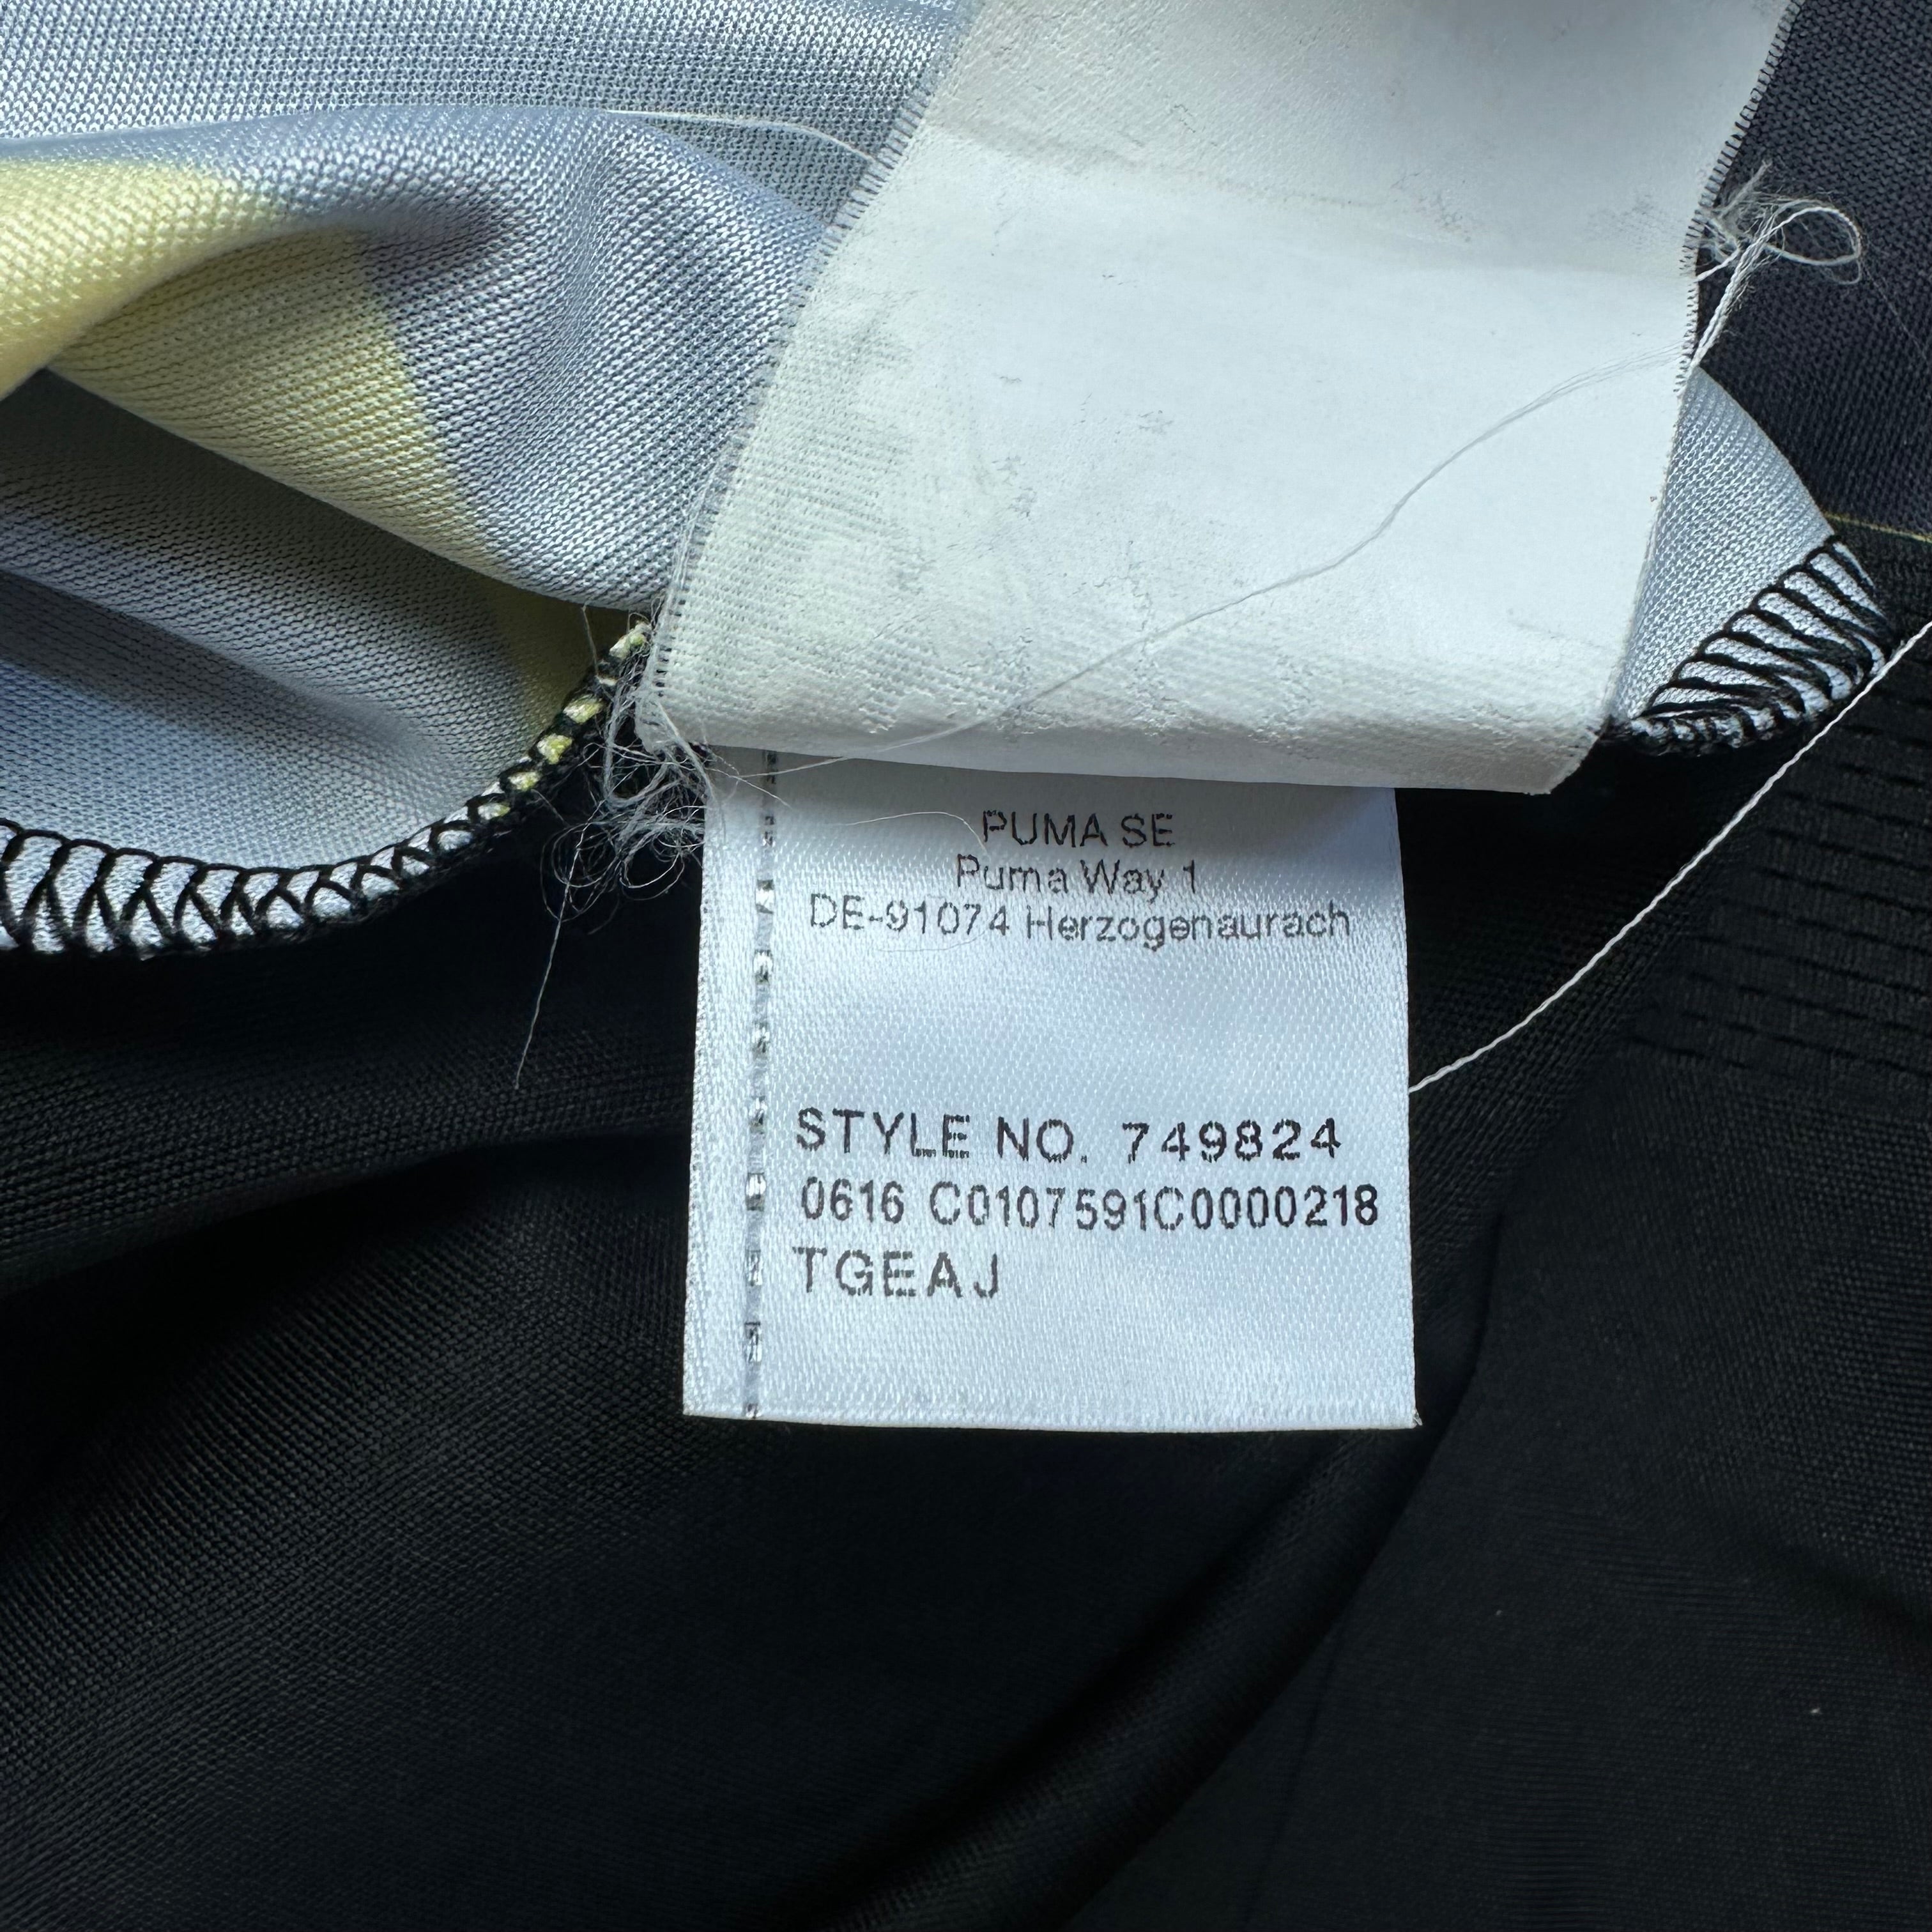 PUMA SE
Puma Way 1
DE-91074 Herzogenaurach
STYLE NO. 749824
0616 C0107591C0000218
TGEAJ